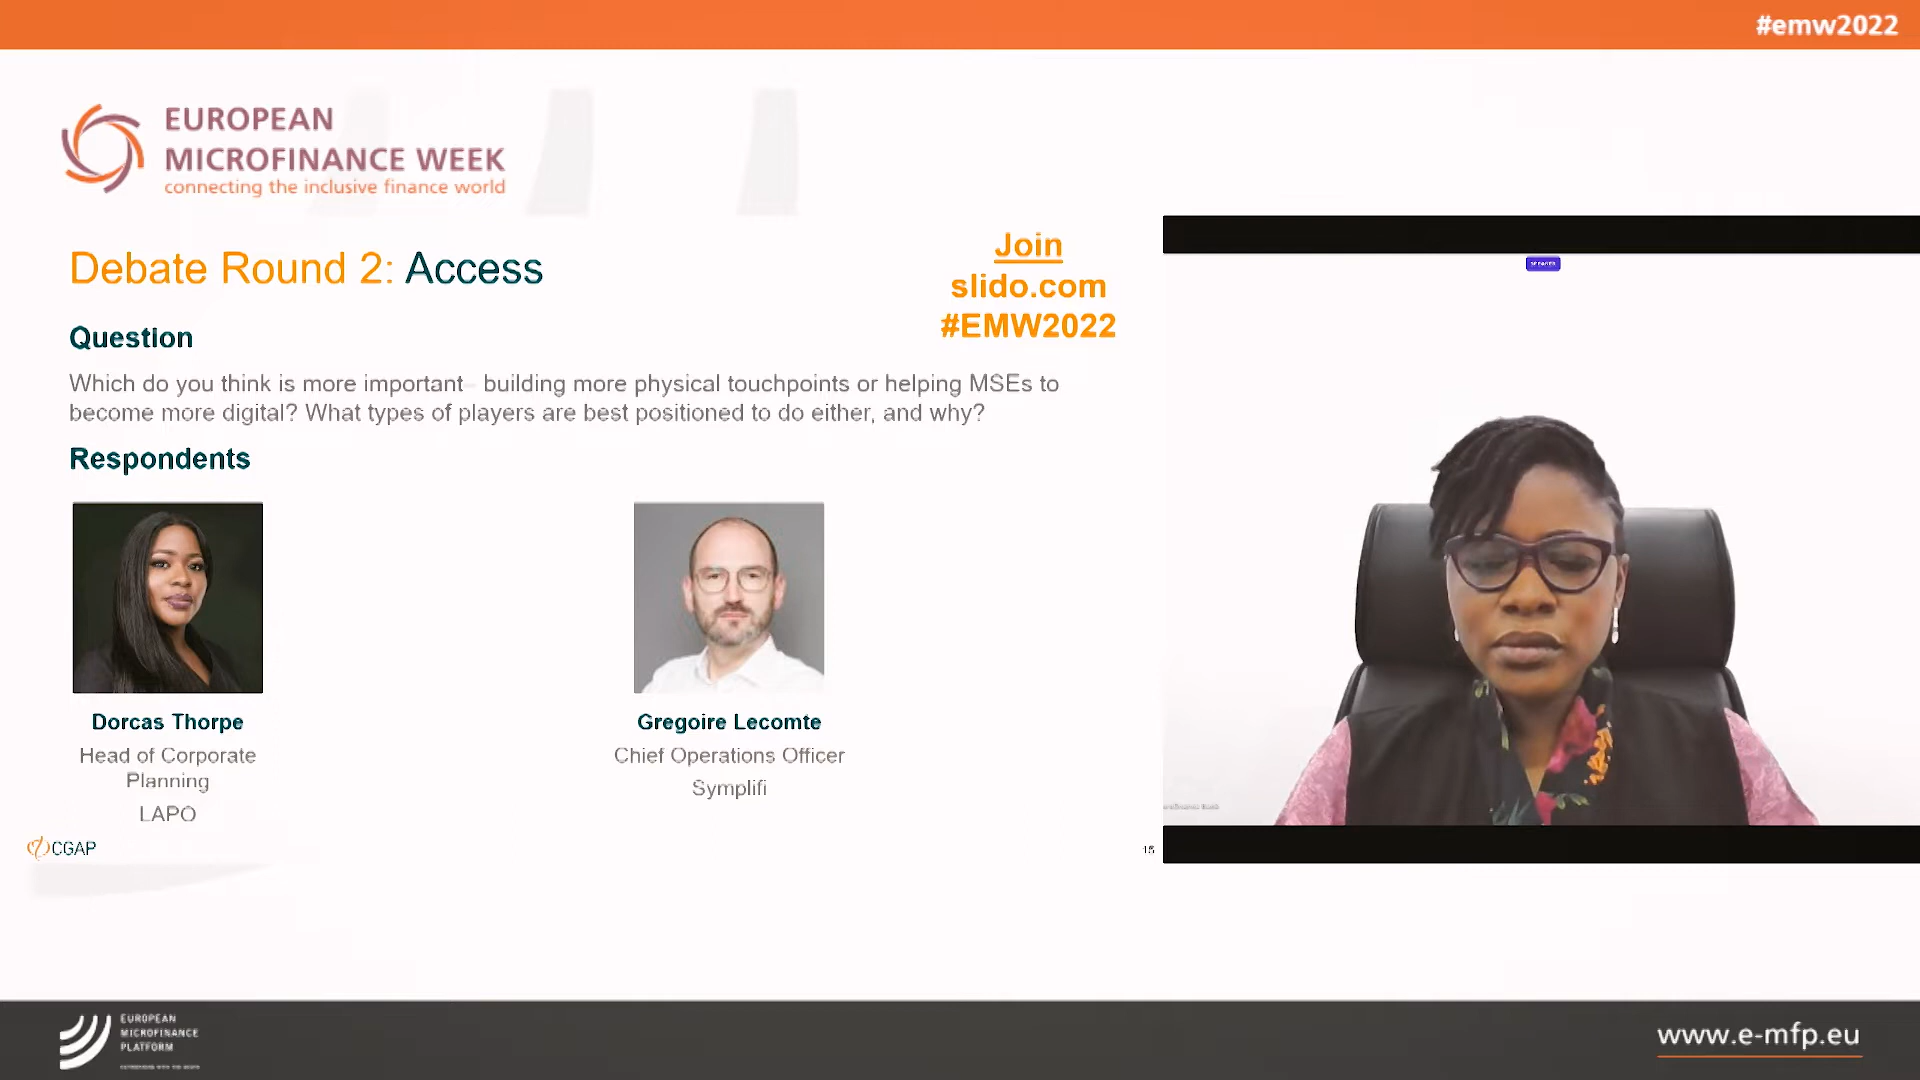 #emw2022
EUROPEAN
MICROFINANCE WEEK
connecting the inclusive finance world
Debate Round 2: Access
Join
slido.com
#EMW2022
Question
Which do you think is more important– building more physical touchpoints or helping MSEs to
become more digital? What types of players are best positioned to do either, and why?
Respondents
Dorcas Thorpe
Head of Corporate
Planning
LAPO
Gregoire Lecomte
Chief Operations Officer
Symplifi
CGAP
15
EUROPEAN
MICROFINANCE
PLATFORM
www.e-mfp.eu